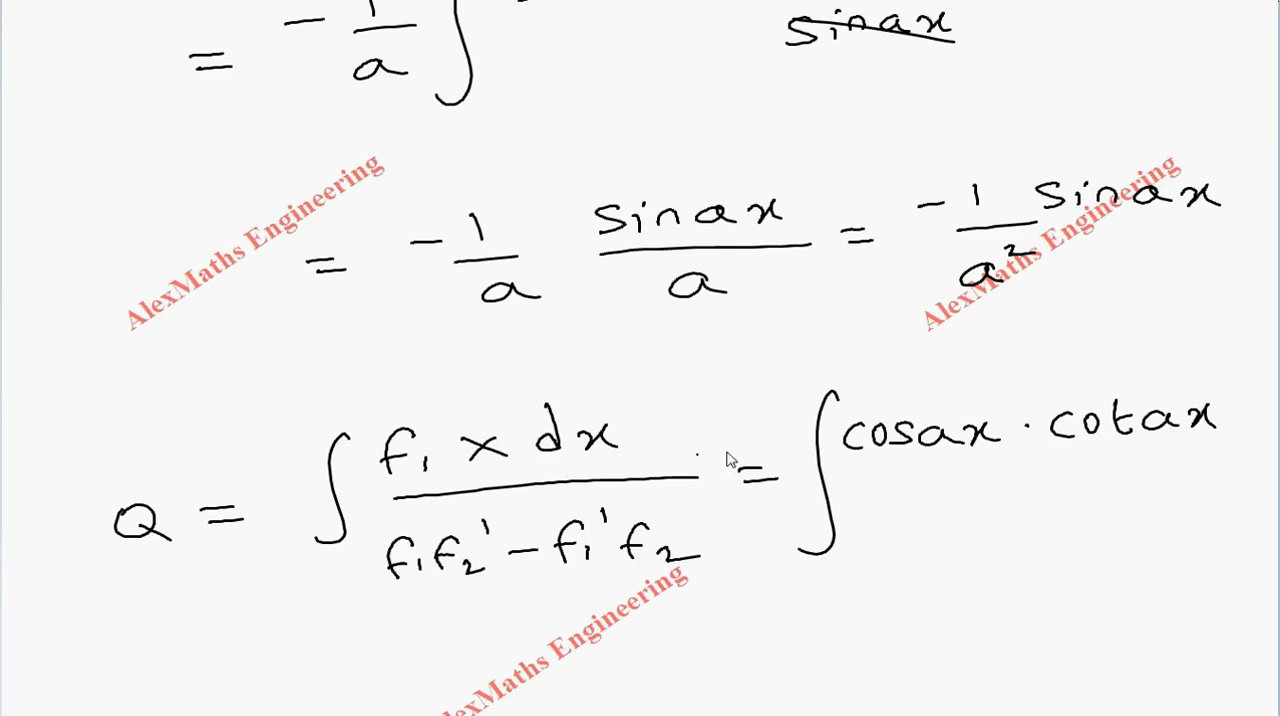 = -1/a ∫ sinax
= -1/a sinax/a = -1/a² sinax
Q = ∫ f₁ x dx / f₁f₂' - f₁'f₂ = ∫ cosax · cotax
AlexMaths Engineering
AlexMaths Engineering
AlexMaths Engineering